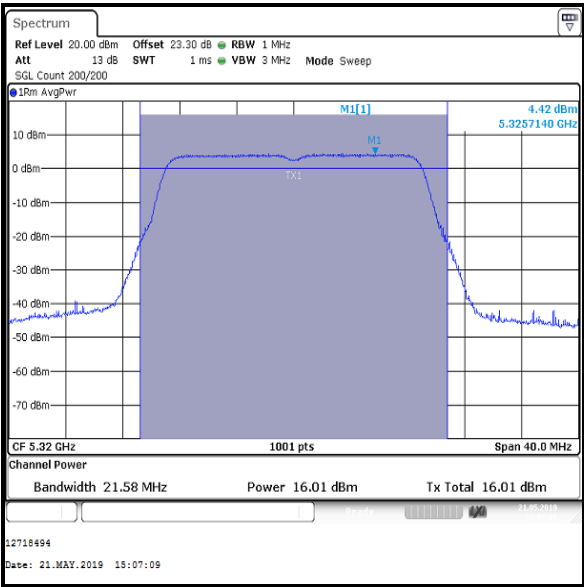 Spectrum
Ref Level 20.00 dBm Offset 23.30 dB RBW 1 MHz
Att 13 dB SWT 1 ms VBW 3 MHz Mode Sweep
SGL Count 200/200
1Rm AvgPwr
M1[1] 4.42 dBm
5.3257140 GHz
10 dBm
M1
0 dBm
TX1
-10 dBm
-20 dBm
-30 dBm
-40 dBm
-50 dBm
-60 dBm
-70 dBm
CF 5.32 GHz 1001 pts Span 40.0 MHz
Channel Power
Bandwidth 21.58 MHz Power 16.01 dBm Tx Total 16.01 dBm
Ready 21.05.2019
12718494
Date: 21.MAY.2019 15:07:09